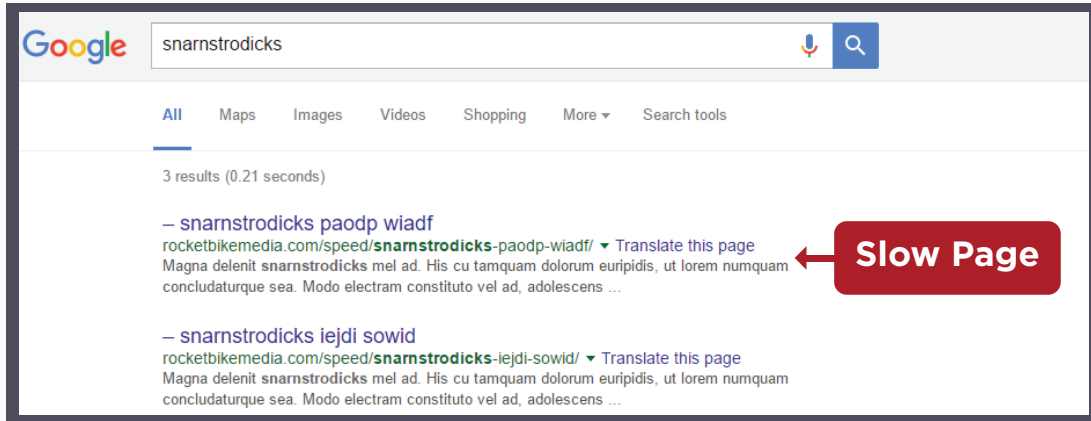 Google snarnstrodicks
All Maps Images Videos Shopping More Search tools
3 results (0.21 seconds)
– snarnstrodicks paodp wiadf
rocketbikemedia.com/speed/snarnstrodicks-paodp-wiadf/ Translate this page
Magna delenit snarnstrodicks mel ad. His cu tamquam dolorum euripidis, ut lorem numquam
concludaturque sea. Modo electram constituto vel ad, adolescens ...
Slow Page
– snarnstrodicks iejdi sowid
rocketbikemedia.com/speed/snarnstrodicks-iejdi-sowid/ Translate this page
Magna delenit snarnstrodicks mel ad. His cu tamquam dolorum euripidis, ut lorem numquam
concludaturque sea. Modo electram constituto vel ad, adolescens ...